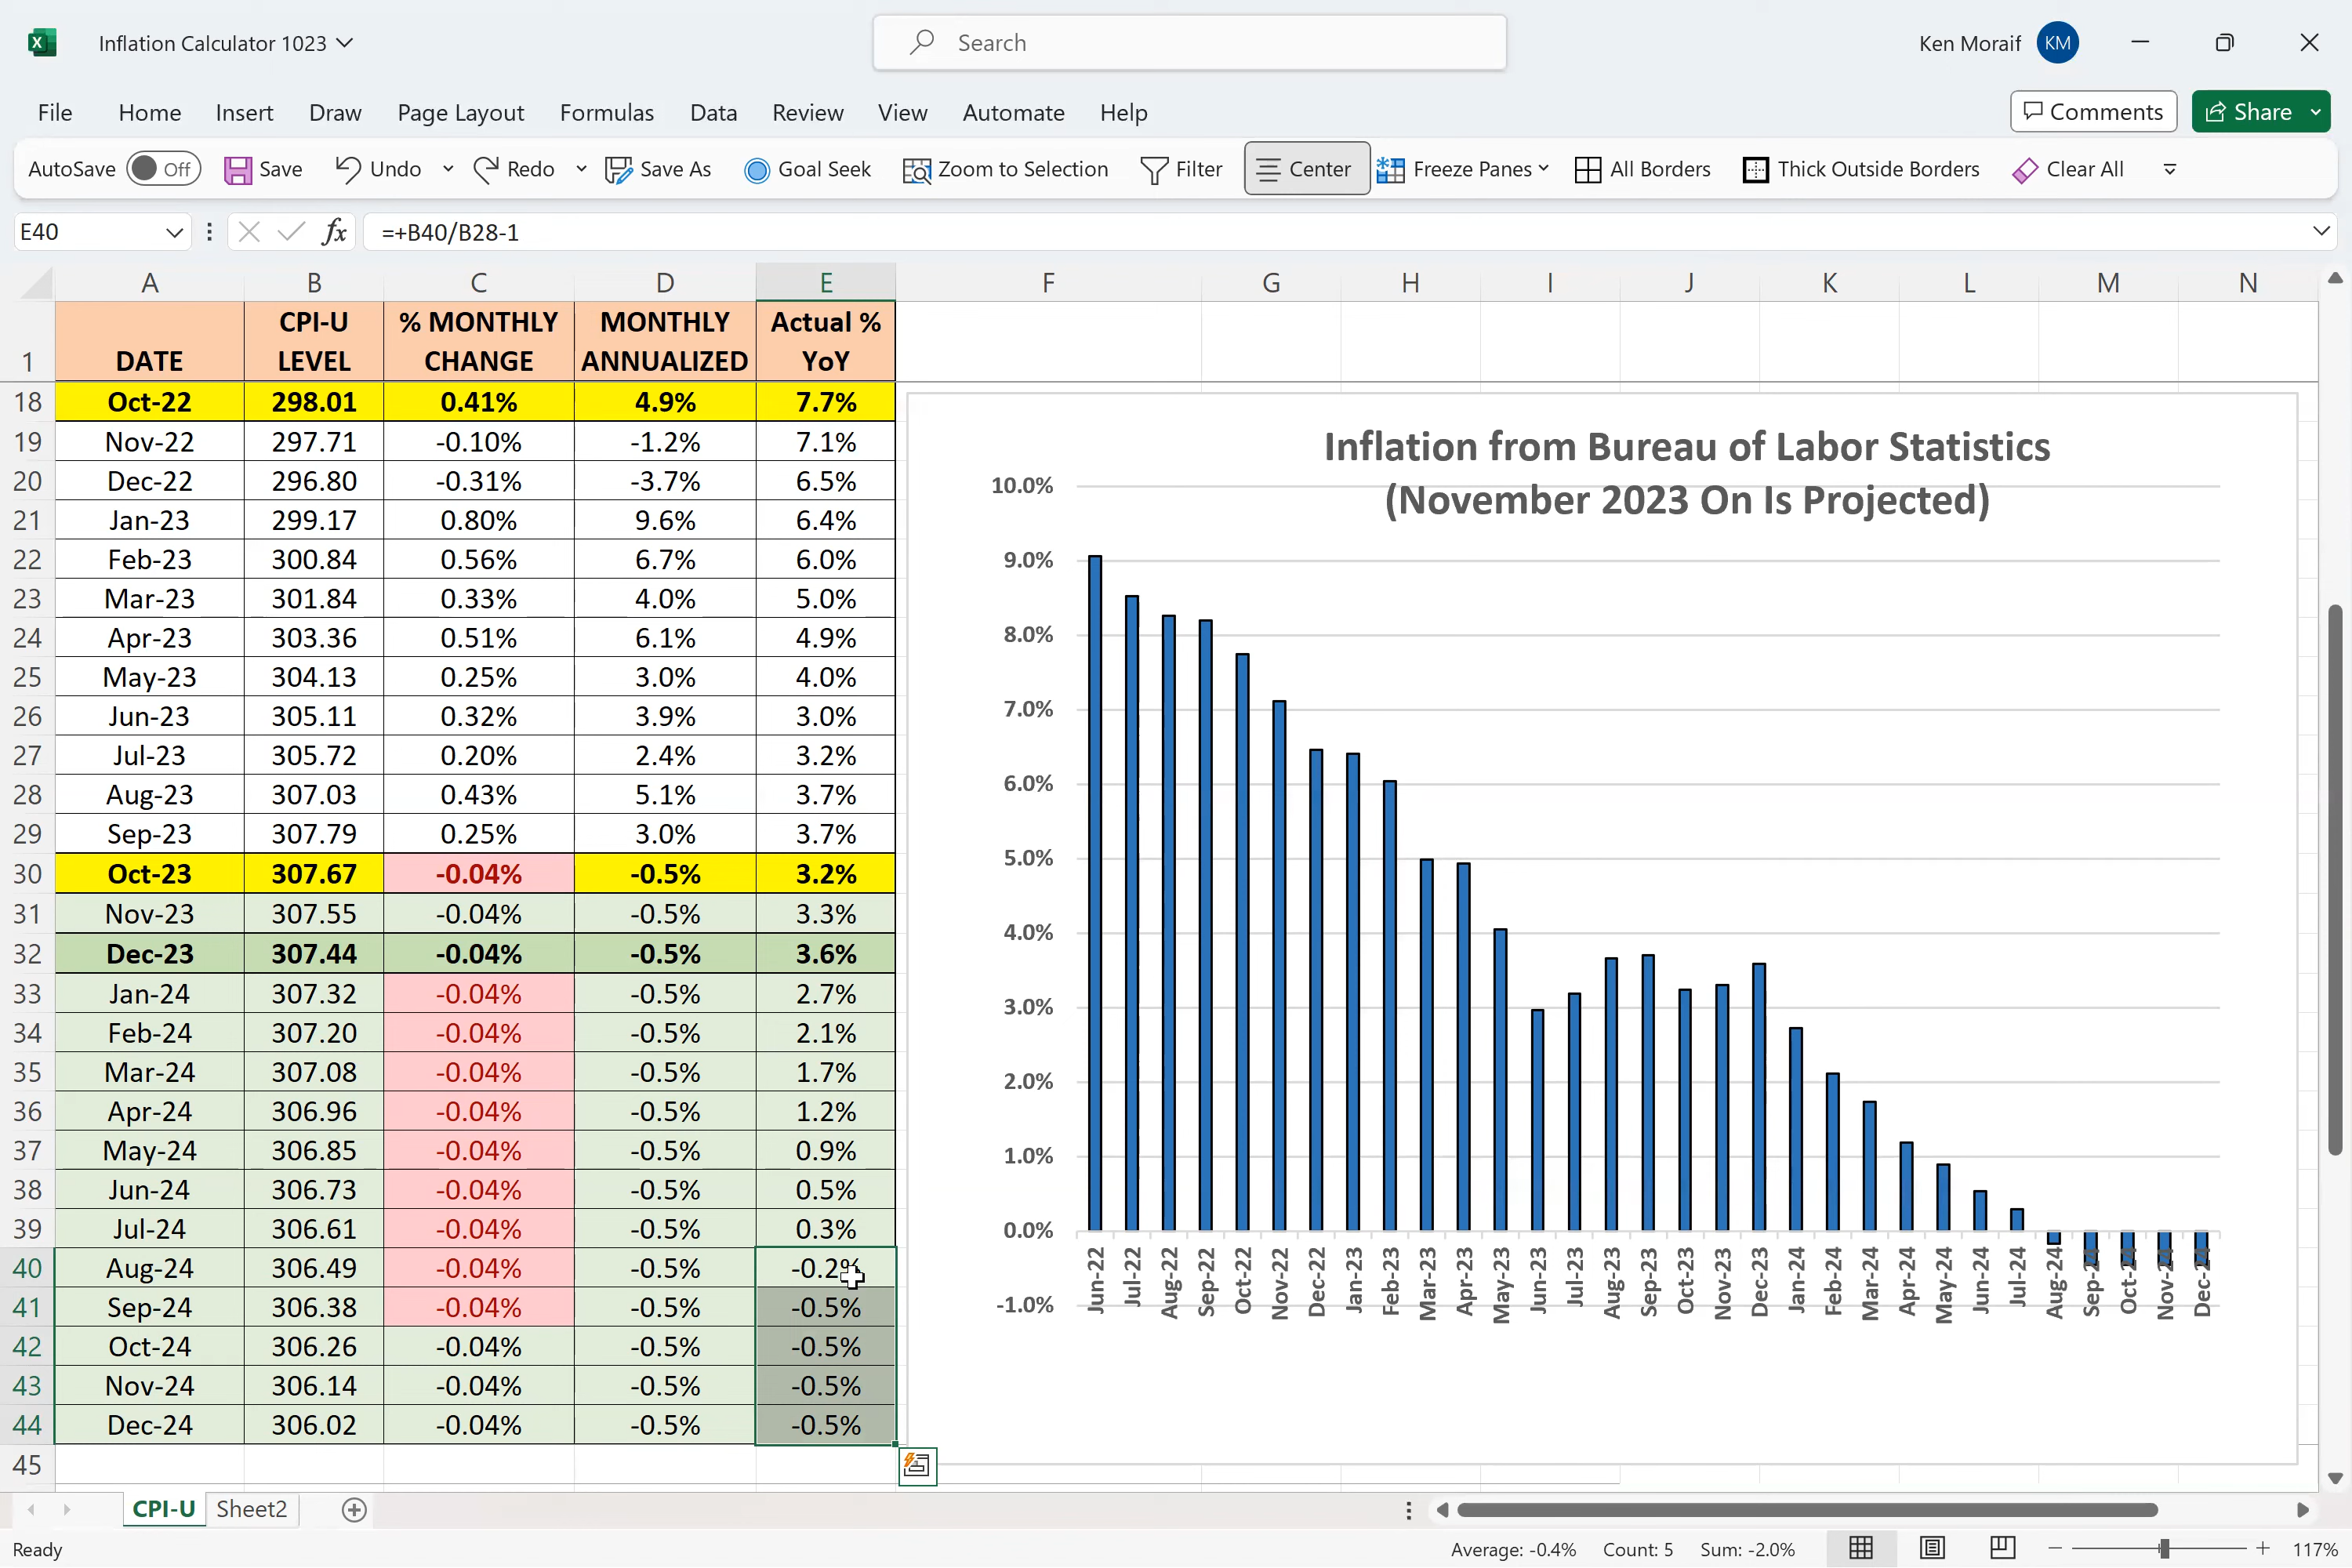 Inflation Calculator 1023
Search
Ken Moraif KM
File Home Insert Draw Page Layout Formulas Data Review View Automate Help Comments Share
AutoSave Off Save Undo Redo Save As Goal Seek Zoom to Selection Filter Center Freeze Panes All Borders Thick Outside Borders Clear All
E40 fx =+B40/B28-1
A B C D E F G H I J K L M N
CPI-U % MONTHLY MONTHLY Actual %
1 DATE LEVEL CHANGE ANNUALIZED YoY
18 Oct-22 298.01 0.41% 4.9% 7.7%
19 Nov-22 297.71 -0.10% -1.2% 7.1%
20 Dec-22 296.80 -0.31% -3.7% 6.5%
21 Jan-23 299.17 0.80% 9.6% 6.4%
22 Feb-23 300.84 0.56% 6.7% 6.0%
23 Mar-23 301.84 0.33% 4.0% 5.0%
24 Apr-23 303.36 0.51% 6.1% 4.9%
25 May-23 304.13 0.25% 3.0% 4.0%
26 Jun-23 305.11 0.32% 3.9% 3.0%
27 Jul-23 305.72 0.20% 2.4% 3.2%
28 Aug-23 307.03 0.43% 5.1% 3.7%
29 Sep-23 307.79 0.25% 3.0% 3.7%
30 Oct-23 307.67 -0.04% -0.5% 3.2%
31 Nov-23 307.55 -0.04% -0.5% 3.3%
32 Dec-23 307.44 -0.04% -0.5% 3.6%
33 Jan-24 307.32 -0.04% -0.5% 2.7%
34 Feb-24 307.20 -0.04% -0.5% 2.1%
35 Mar-24 307.08 -0.04% -0.5% 1.7%
36 Apr-24 306.96 -0.04% -0.5% 1.2%
37 May-24 306.85 -0.04% -0.5% 0.9%
38 Jun-24 306.73 -0.04% -0.5% 0.5%
39 Jul-24 306.61 -0.04% -0.5% 0.3%
40 Aug-24 306.49 -0.04% -0.5% -0.2%
41 Sep-24 306.38 -0.04% -0.5% -0.5%
42 Oct-24 306.26 -0.04% -0.5% -0.5%
43 Nov-24 306.14 -0.04% -0.5% -0.5%
44 Dec-24 306.02 -0.04% -0.5% -0.5%
45
Inflation from Bureau of Labor Statistics
(November 2023 On Is Projected)
10.0%
9.0%
8.0%
7.0%
6.0%
5.0%
4.0%
3.0%
2.0%
1.0%
0.0%
-1.0%
Jun-22 Jul-22 Aug-22 Sep-22 Oct-22 Nov-22 Dec-22 Jan-23 Feb-23 Mar-23 Apr-23 May-23 Jun-23 Jul-23 Aug-23 Sep-23 Oct-23 Nov-23 Dec-23 Jan-24 Feb-24 Mar-24 Apr-24 May-24 Jun-24 Jul-24 Aug-24 Sep-24 Oct-24 Nov-24 Dec-24
CPI-U Sheet2
Ready Average: -0.4% Count: 5 Sum: -2.0% 117%